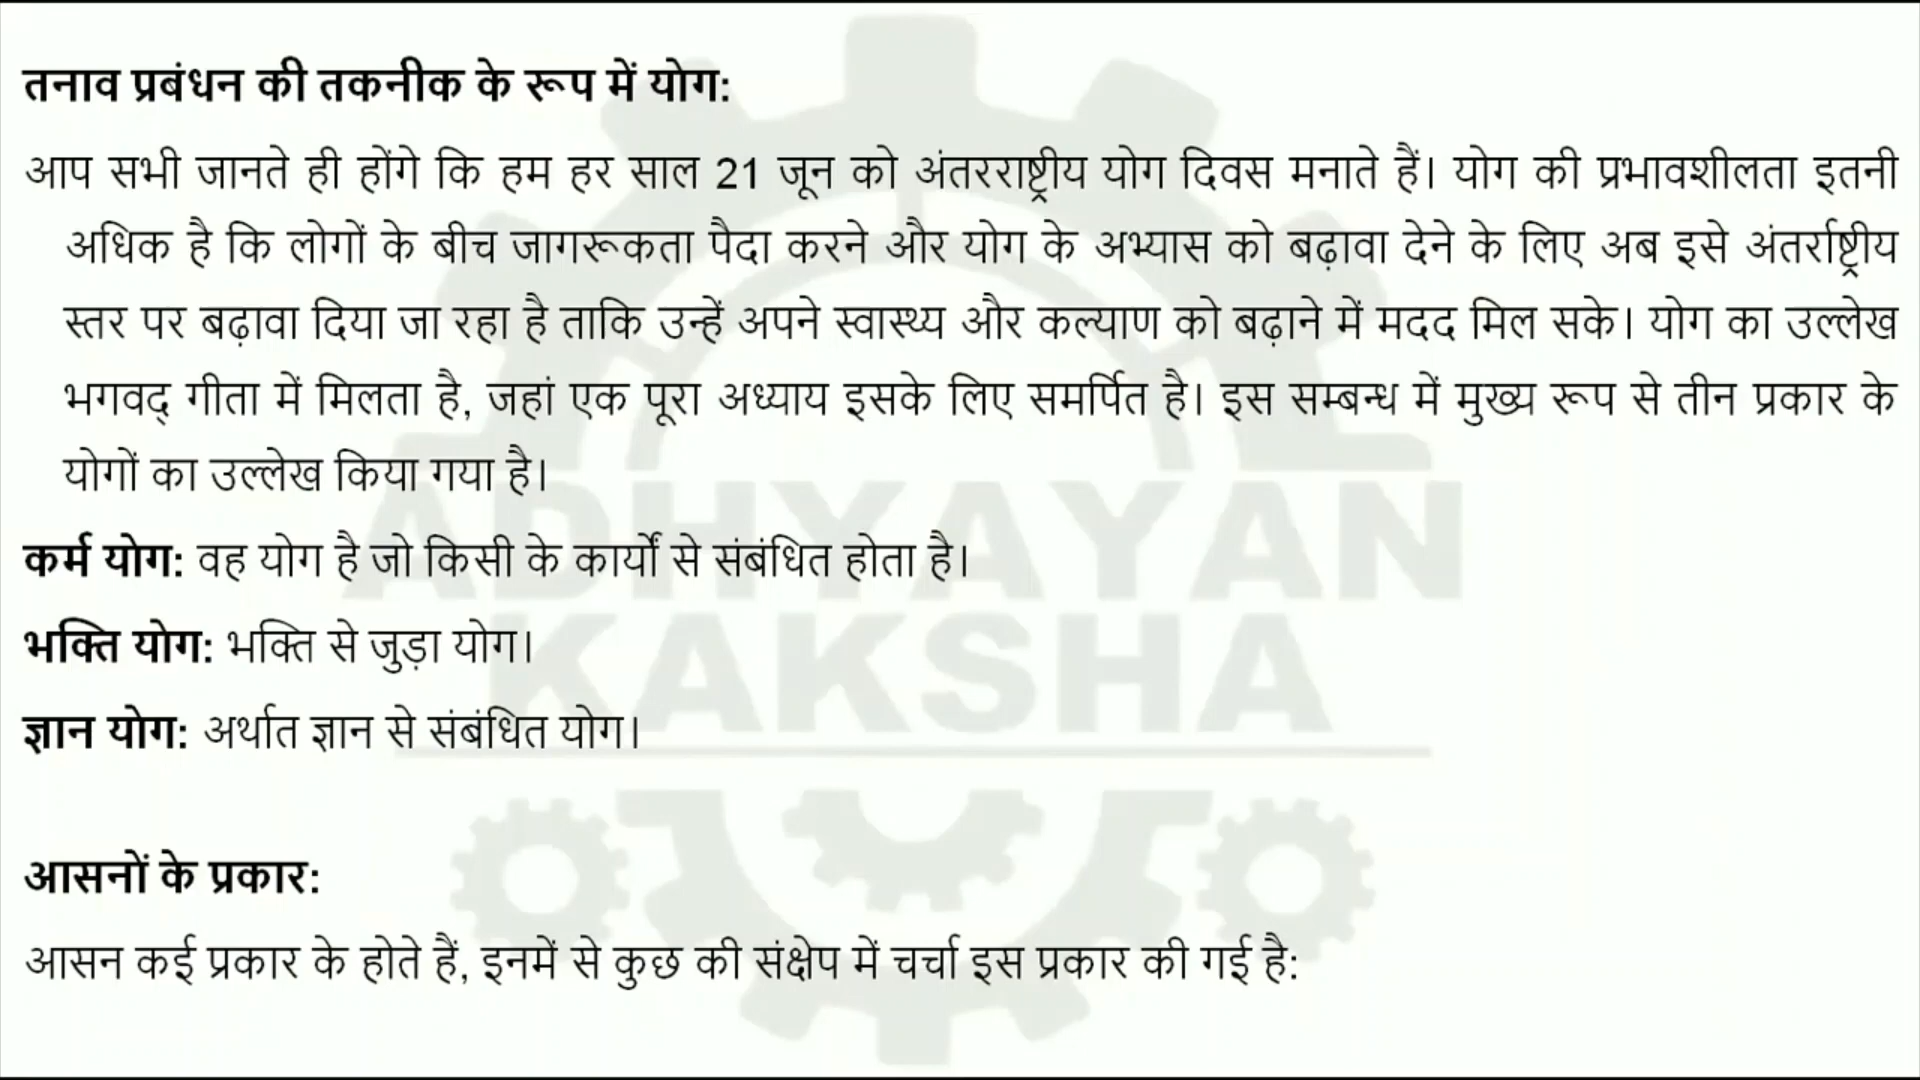 तनाव प्रबंधन की तकनीक के रूप में योग:
आप सभी जानते ही होंगे कि हम हर साल 21 जून को अंतरराष्ट्रीय योग दिवस मनाते हैं। योग की प्रभावशीलता इतनी
अधिक है कि लोगों के बीच जागरूकता पैदा करने और योग के अभ्यास को बढ़ावा देने के लिए अब इसे अंतर्राष्ट्रीय
स्तर पर बढ़ावा दिया जा रहा है ताकि उन्हें अपने स्वास्थ्य और कल्याण को बढ़ाने में मदद मिल सके। योग का उल्लेख
भगवद् गीता में मिलता है, जहां एक पूरा अध्याय इसके लिए समर्पित है। इस सम्बन्ध में मुख्य रूप से तीन प्रकार के
योगों का उल्लेख किया गया है।
कर्म योग: वह योग है जो किसी के कार्यों से संबंधित होता है।
भक्ति योग: भक्ति से जुड़ा योग।
ज्ञान योग: अर्थात ज्ञान से संबंधित योग।
आसनों के प्रकार:
आसन कई प्रकार के होते हैं, इनमें से कुछ की संक्षेप में चर्चा इस प्रकार की गई है:
ADHYAYAN
KAKSHA